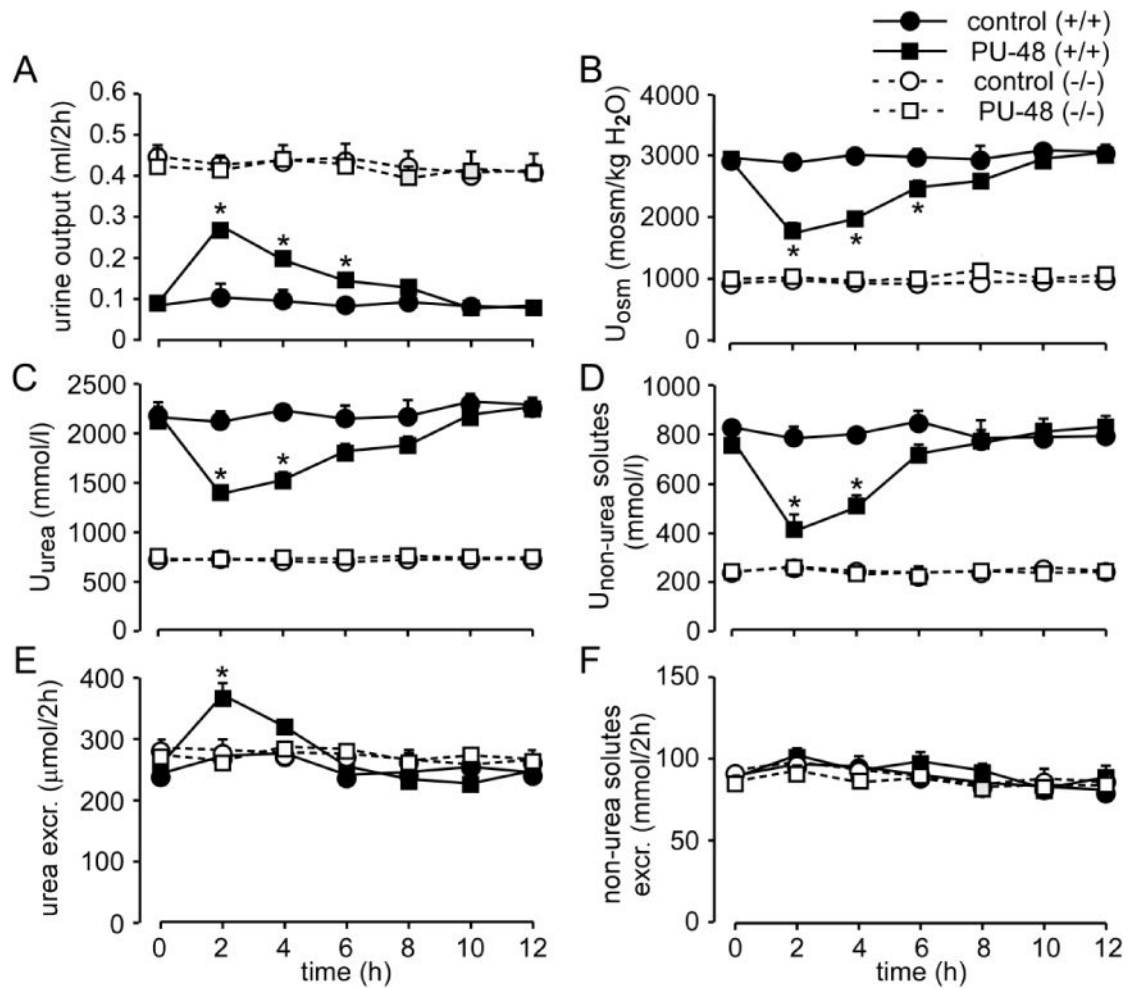 control (+/+)
PU-48 (+/+)
control (-/-)
PU-48 (-/-)
A
urine output (ml/2h)
0.6
0.5
0.4
0.3
0.2
0.1
0
*
*
*
B
Uosm (mosm/kg H2O)
4000
3000
2000
1000
0
*
*
*
C
Uurea (mmol/l)
2500
2000
1500
1000
500
0
*
*
D
Unon-urea solutes
(mmol/l)
1000
800
600
400
200
0
*
*
E
urea excr. (μmol/2h)
400
300
200
100
0
*
0 2 4 6 8 10 12
time (h)
F
non-urea solutes
excr. (mmol/2h)
150
100
50
0
0 2 4 6 8 10 12
time (h)